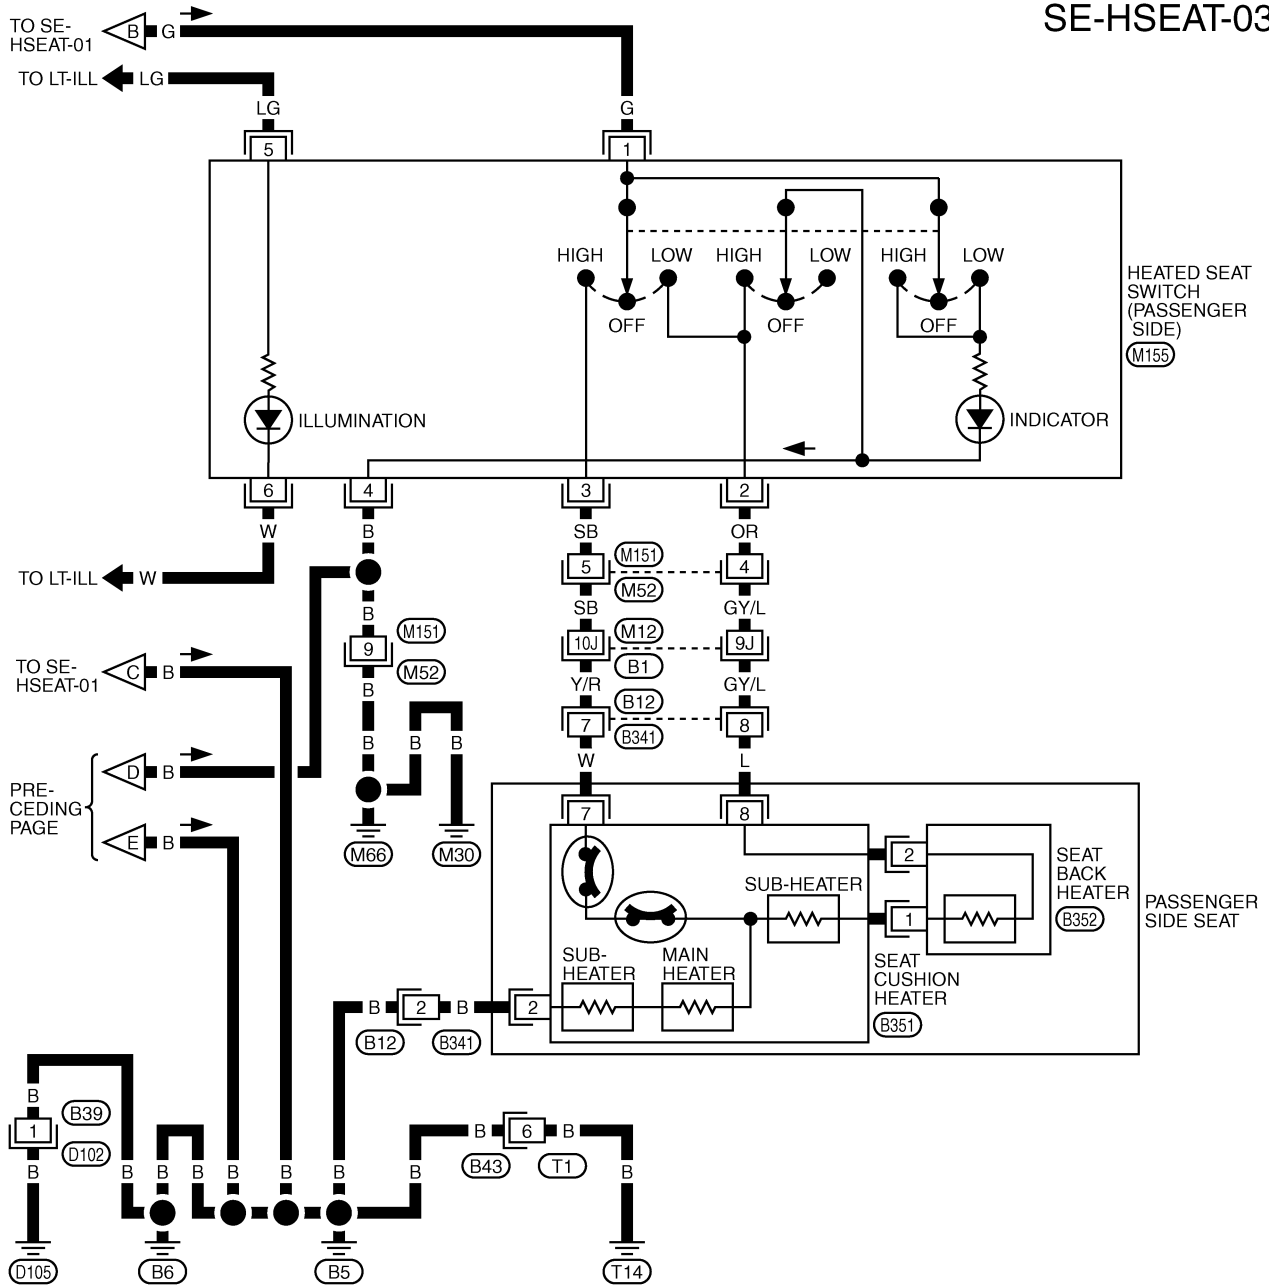 SE-HSEAT-03
TO SE-
HSEAT-01
B
G
TO LT-ILL
LG
LG
G
5
1
HIGH
LOW
HIGH
LOW
HIGH
LOW
OFF
OFF
OFF
HEATED SEAT
SWITCH
(PASSENGER
SIDE)
M155
ILLUMINATION
INDICATOR
6
4
3
2
W
B
SB
OR
TO LT-ILL
W
5
M151
4
M52
B
SB
GY/L
9
M151
M52
10J
M12
9J
B1
TO SE-
HSEAT-01
C
B
B
Y/R
GY/L
B12
7
8
B341
B
B
B
W
L
PRE-
CEDING
PAGE
D
B
E
B
M66
M30
7
8
2
SEAT
BACK
HEATER
B352
PASSENGER
SIDE SEAT
SUB-HEATER
1
SUB-
HEATER
MAIN
HEATER
SEAT
CUSHION
HEATER
B351
B
2
B
2
B12
B341
B
1
B39
D102
B
B
B
B
B
B
B
B
B
6
B
B43
T1
B
D105
B6
B5
T14